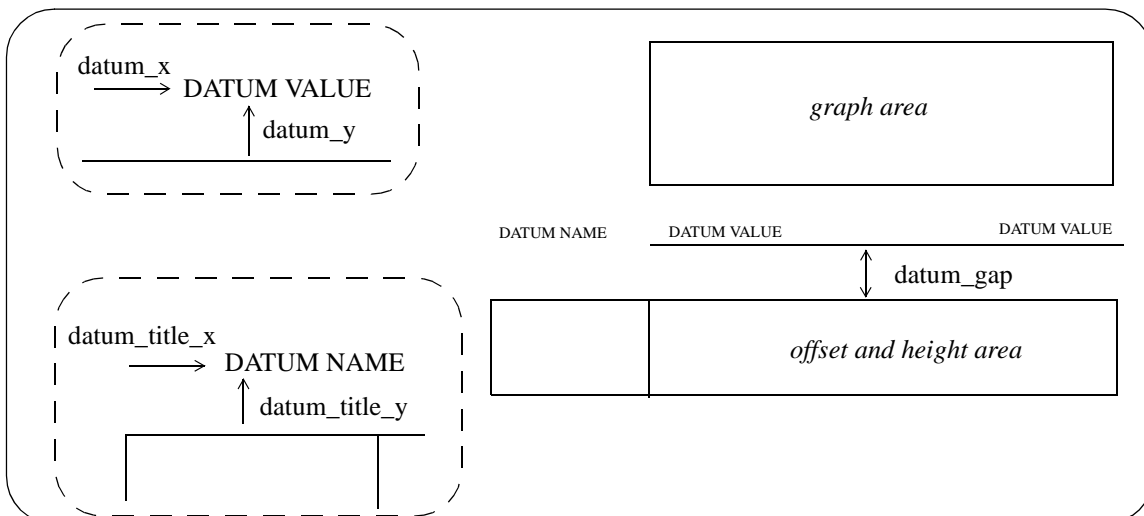 datum_x
DATUM VALUE
datum_y
graph area
DATUM NAME DATUM VALUE DATUM VALUE
datum_gap
datum_title_x
DATUM NAME
datum_title_y
offset and height area